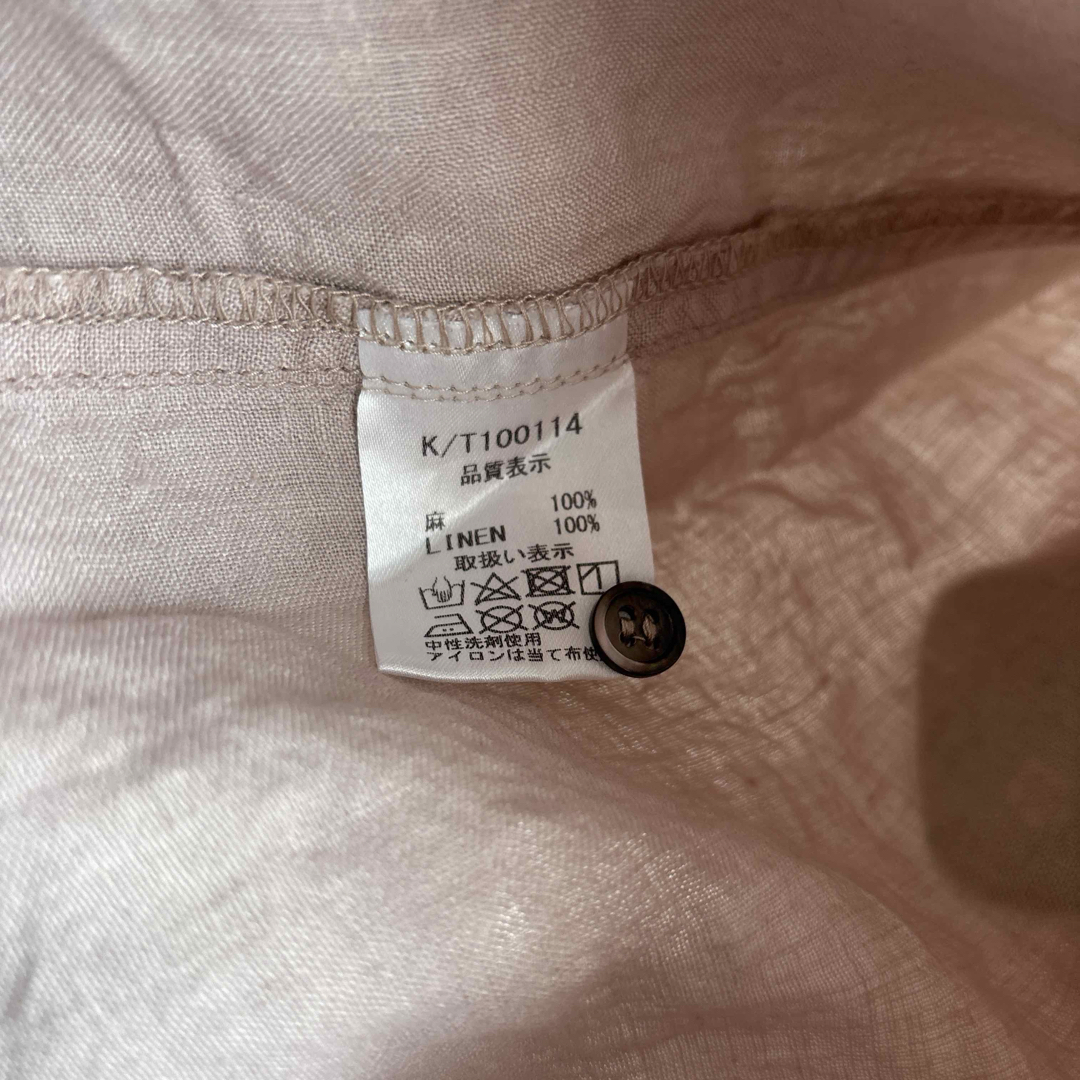 K/T100114
品質表示
麻 100%
LINEN 100%
取扱い表示
中性洗剤使用
アイロンは当て布使